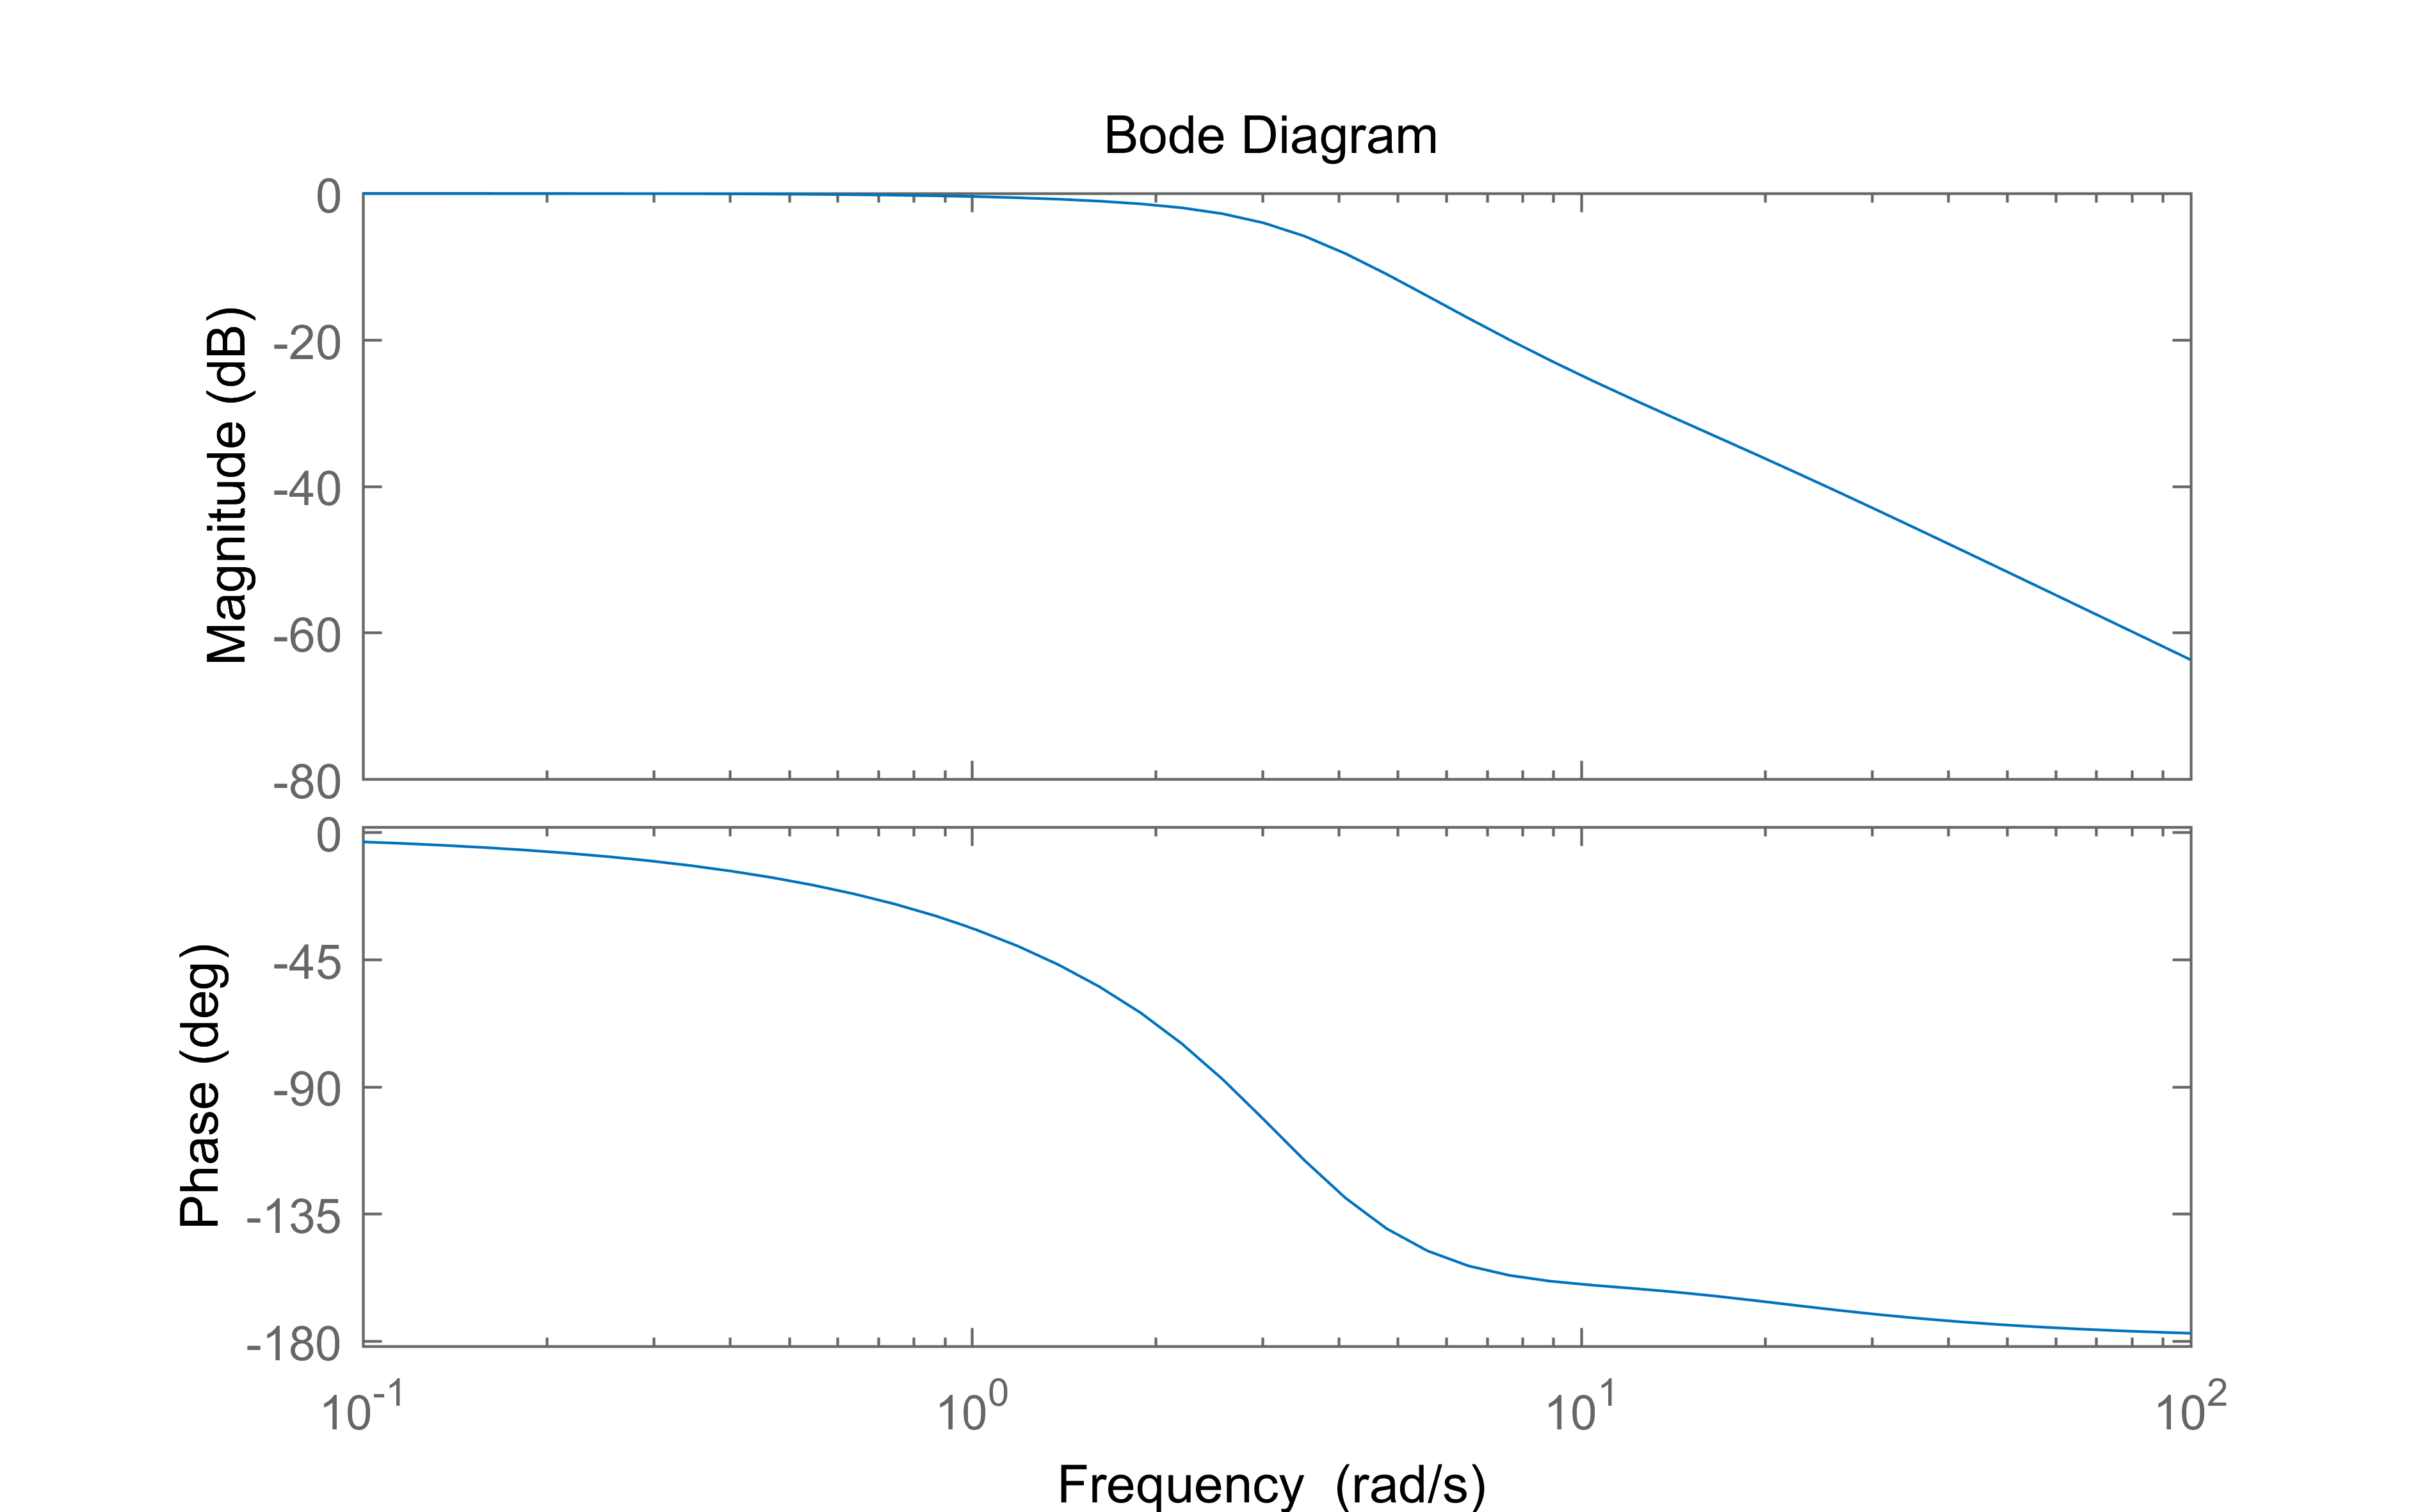 Bode Diagram
Magnitude (dB)
0
-20
-40
-60
-80
Phase (deg)
0
-45
-90
-135
-180
10^-1 10^0 10^1 10^2
Frequency (rad/s)